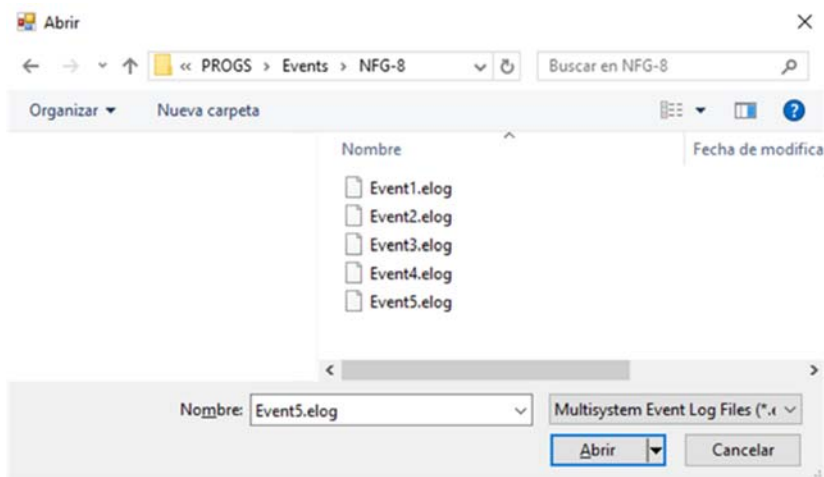 Abrir
« PROGS > Events > NFG-8
Buscar en NFG-8
Organizar
Nueva carpeta
Nombre
Fecha de modifica
Event1.elog
Event2.elog
Event3.elog
Event4.elog
Event5.elog
Nombre: Event5.elog
Multisystem Event Log Files (*.e
Abrir
Cancelar